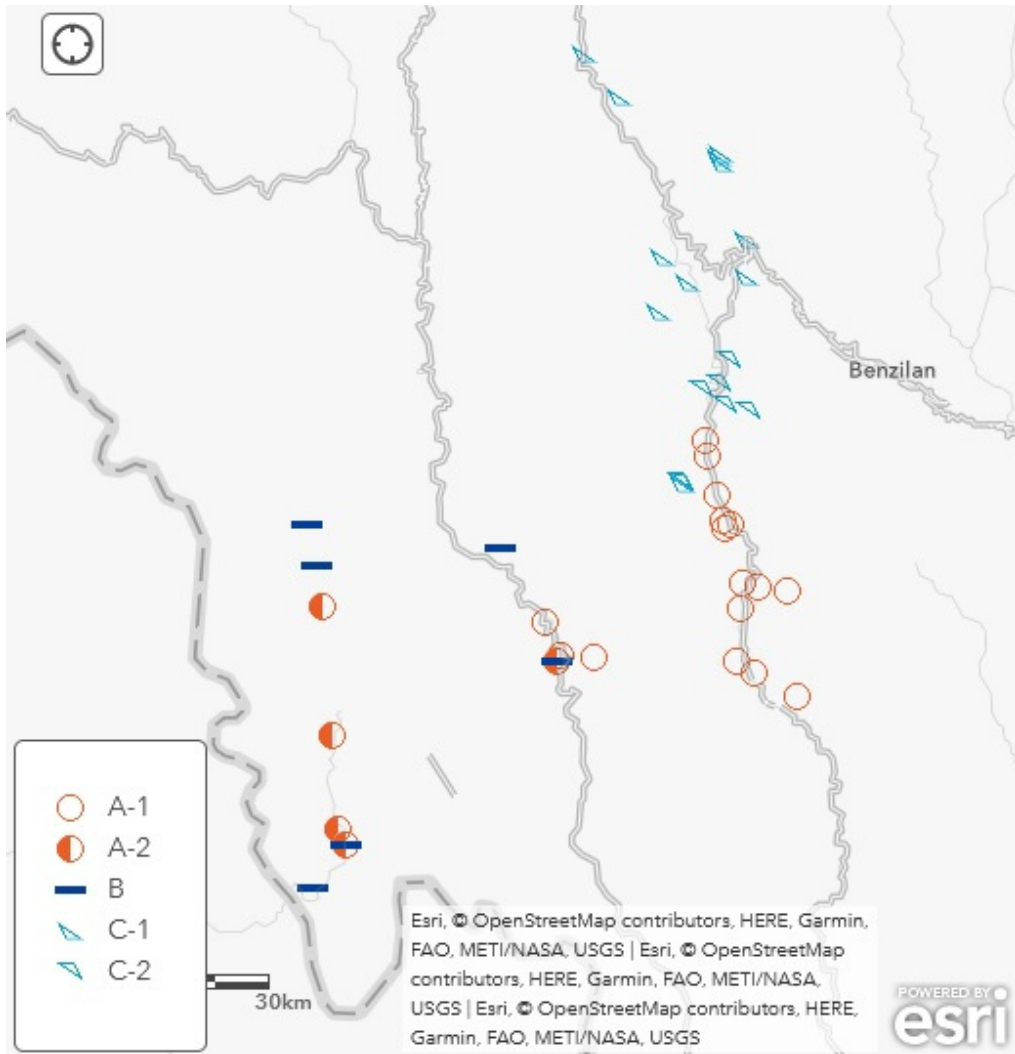 Benzilan
A-1
A-2
B
C-1
C-2
30km
Esri, © OpenStreetMap contributors, HERE, Garmin,
FAO, METI/NASA, USGS | Esri, © OpenStreetMap
contributors, HERE, Garmin, FAO, METI/NASA,
USGS | Esri, © OpenStreetMap contributors, HERE,
Garmin, FAO, METI/NASA, USGS
POWERED BY
esri